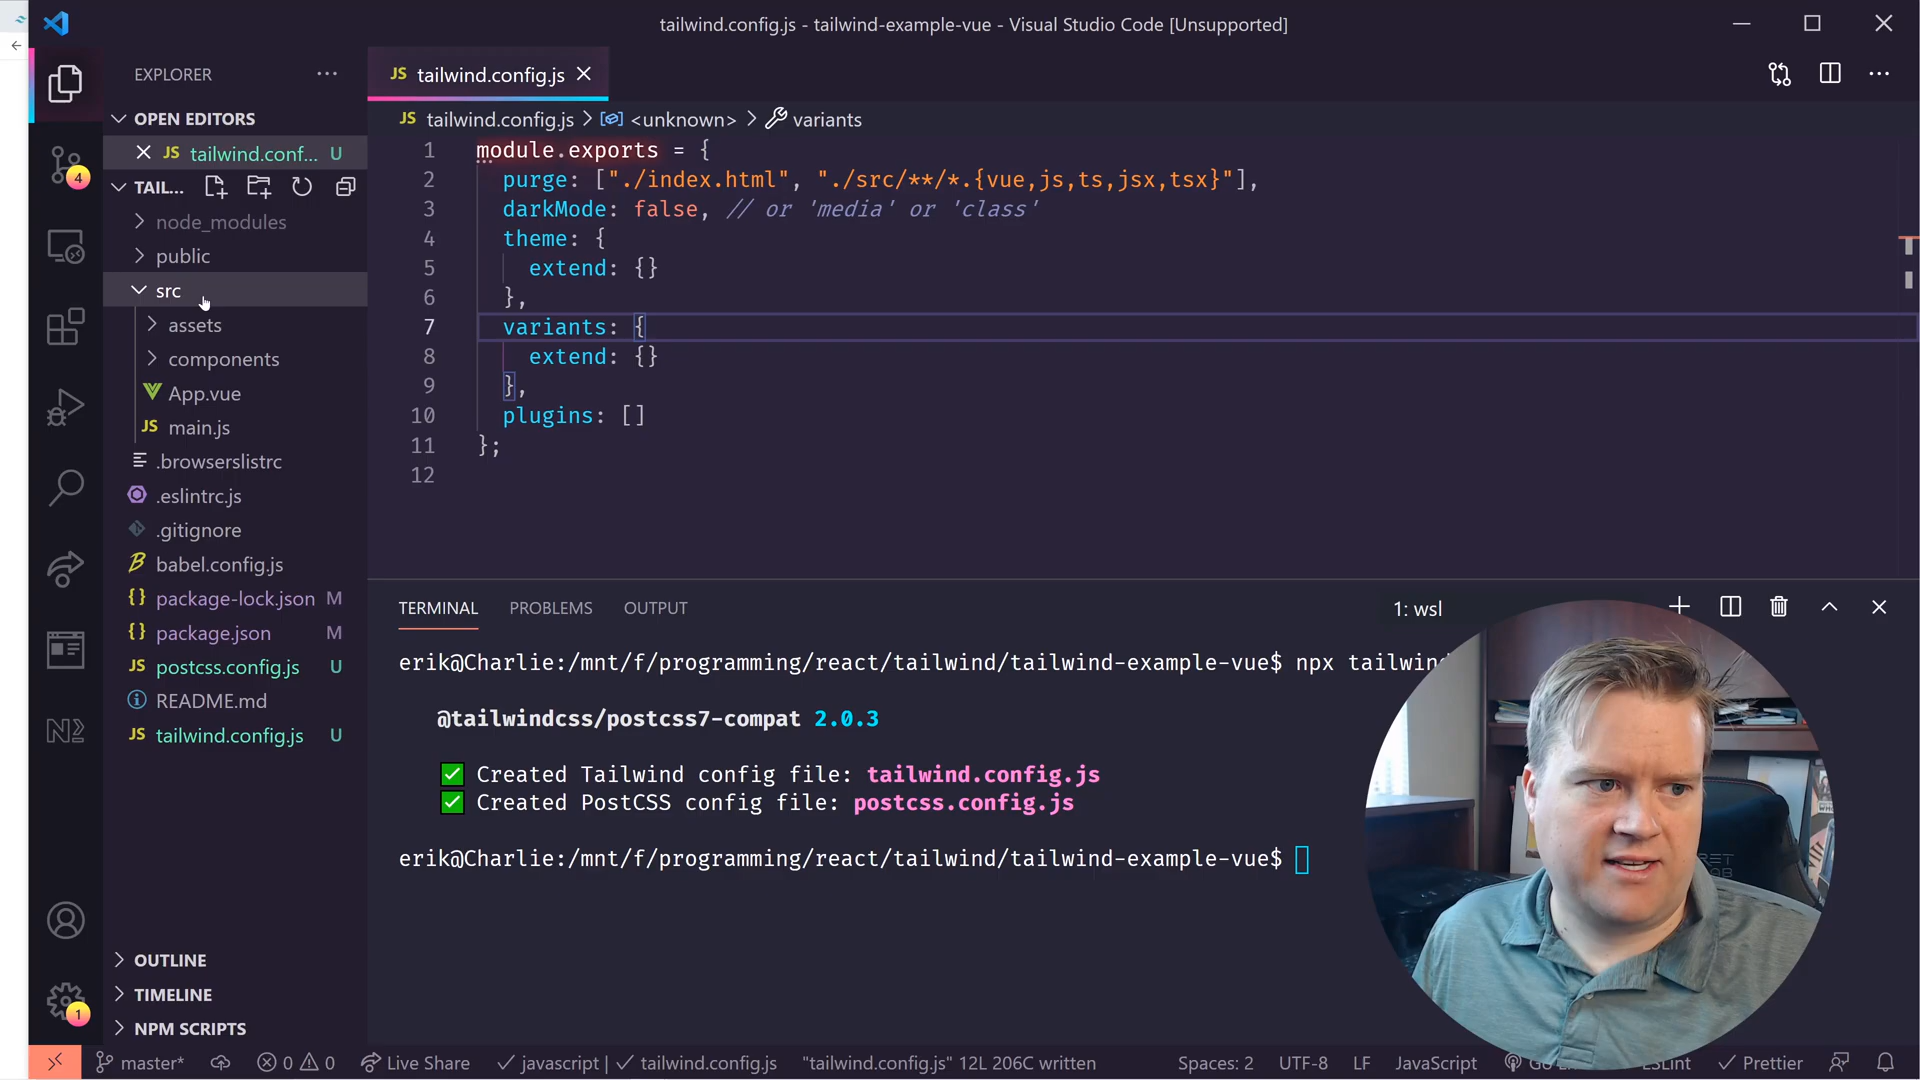 tailwind.config.js - tailwind-example-vue - Visual Studio Code [Unsupported]
EXPLORER
OPEN EDITORS
JS tailwind.conf... U
TAIL...
node_modules
public
src
assets
components
App.vue
JS main.js
.browserslistrc
.eslintrc.js
.gitignore
babel.config.js
{} package-lock.json M
{} package.json M
JS postcss.config.js U
README.md
JS tailwind.config.js U
OUTLINE
TIMELINE
NPM SCRIPTS
4
1
JS tailwind.config.js
JS tailwind.config.js > <unknown> > variants
1 module.exports = {
2 purge: ["./index.html", "./src/**/*.{vue,js,ts,jsx,tsx}"],
3 darkMode: false, // or 'media' or 'class'
4 theme: {
5 extend: {}
6 },
7 variants: {
8 extend: {}
9 },
10 plugins: []
11 };
12
TERMINAL PROBLEMS OUTPUT 1: wsl
erik@Charlie:/mnt/f/programming/react/tailwind/tailwind-example-vue$ npx tailwind
@tailwindcss/postcss7-compat 2.0.3
✅ Created Tailwind config file: tailwind.config.js
✅ Created PostCSS config file: postcss.config.js
erik@Charlie:/mnt/f/programming/react/tailwind/tailwind-example-vue$
master* 0 0 Live Share ✓ javascript | ✓ tailwind.config.js "tailwind.config.js" 12L 206C written Spaces: 2 UTF-8 LF JavaScript Go ESLint ✓ Prettier